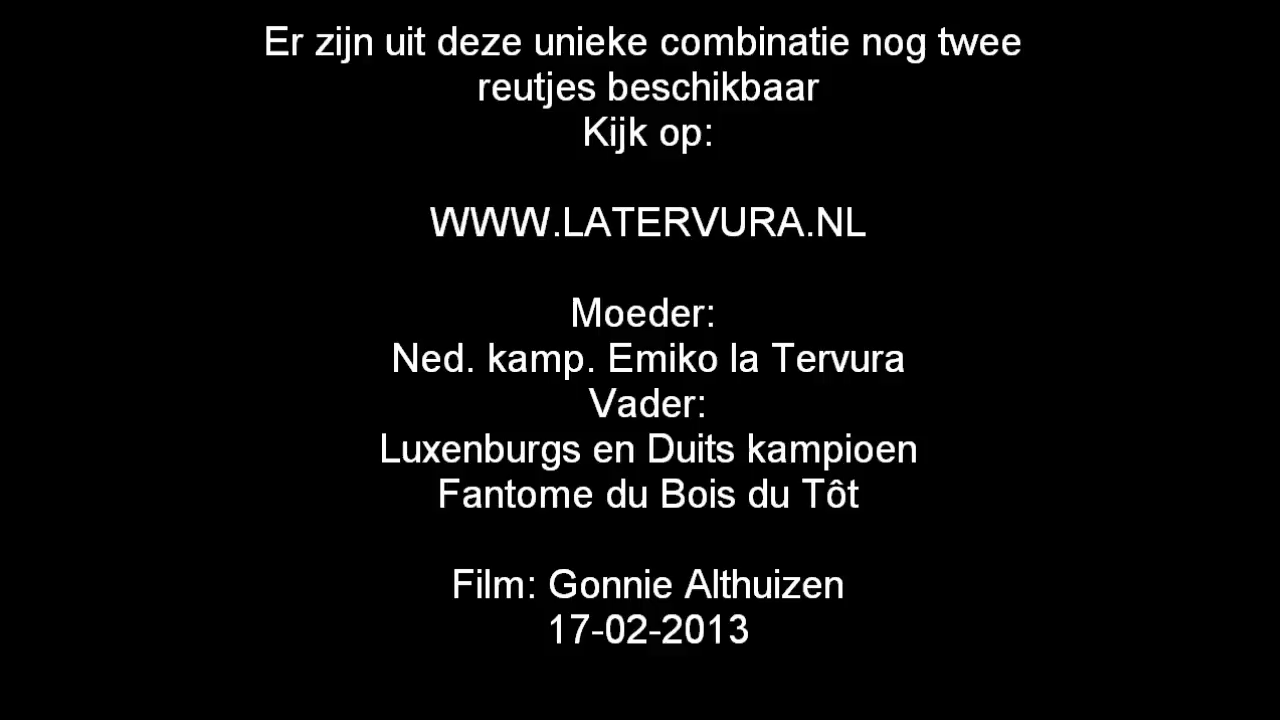 Er zijn uit deze unieke combinatie nog twee
reutjes beschikbaar
Kijk op:
WWW.LATERVURA.NL
Moeder:
Ned. kamp. Emiko la Tervura
Vader:
Luxenburgs en Duits kampioen
Fantome du Bois du Tôt
Film: Gonnie Althuizen
17-02-2013